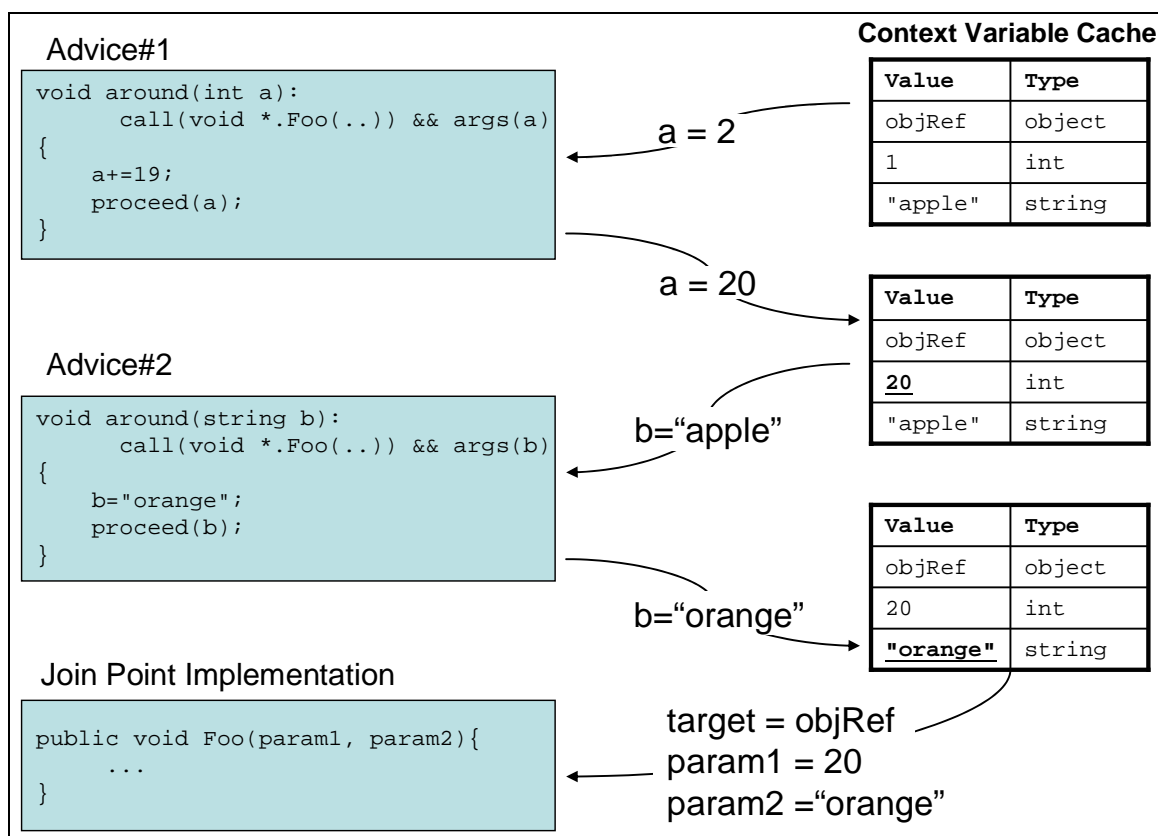 Advice#1
void around(int a):
call(void *.Foo(..)) && args(a)
{
a+=19;
proceed(a);
}
a = 2
Context Variable Cache
Value Type
objRef object
1 int
"apple" string
a = 20
Value Type
objRef object
20 int
"apple" string
Advice#2
void around(string b):
call(void *.Foo(..)) && args(b)
{
b="orange";
proceed(b);
}
b=“apple”
b=“orange”
Value Type
objRef object
20 int
"orange" string
Join Point Implementation
public void Foo(param1, param2){
...
}
target = objRef
param1 = 20
param2 =“orange”